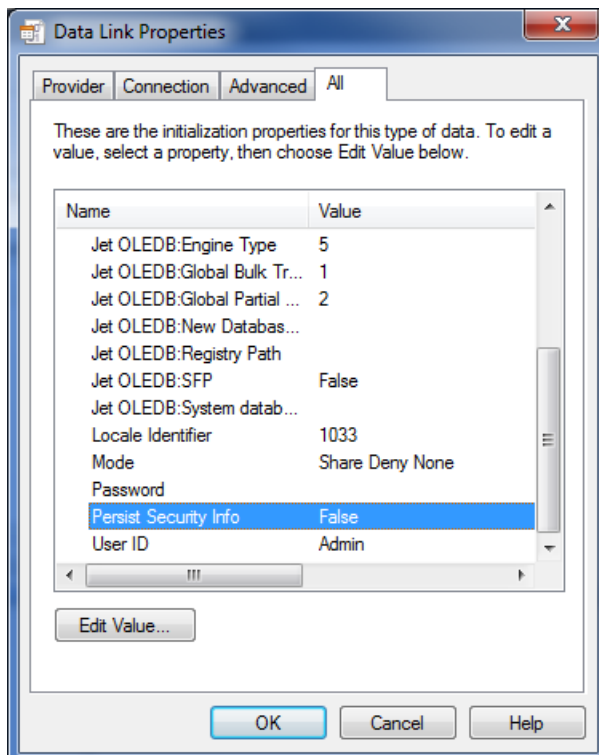 Data Link Properties
Provider Connection Advanced All
These are the initialization properties for this type of data. To edit a
value, select a property, then choose Edit Value below.
Name Value
Jet OLEDB:Engine Type 5
Jet OLEDB:Global Bulk Tr... 1
Jet OLEDB:Global Partial ... 2
Jet OLEDB:New Databas...
Jet OLEDB:Registry Path
Jet OLEDB:SFP False
Jet OLEDB:System datab...
Locale Identifier 1033
Mode Share Deny None
Password
Persist Security Info False
User ID Admin
Edit Value...
OK Cancel Help